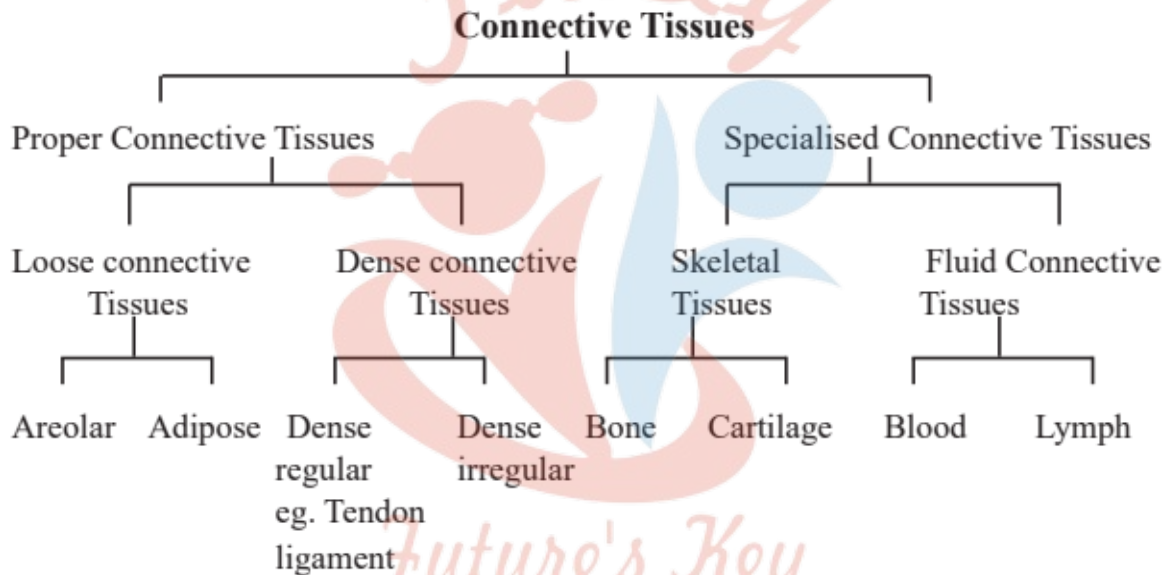 Connective Tissues
Proper Connective Tissues Specialised Connective Tissues
Loose connective Dense connective Skeletal Fluid Connective
Tissues Tissues Tissues Tissues
Areolar Adipose Dense Dense Bone Cartilage Blood Lymph
regular irregular
eg. Tendon
ligament
Future's Key